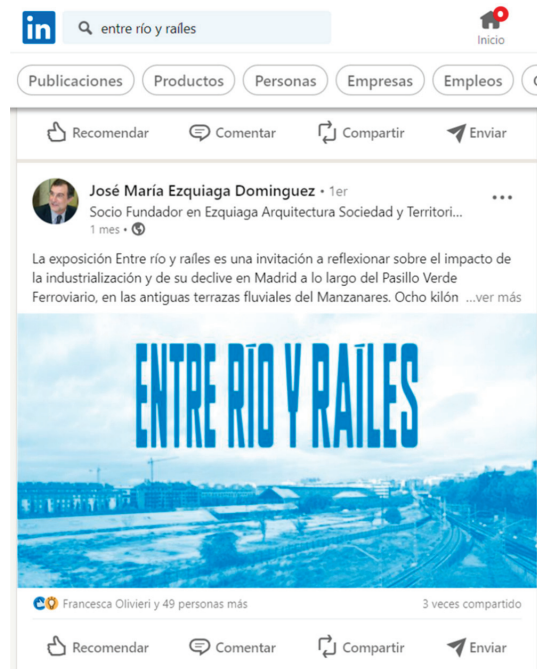 in
entre río y raíles
Inicio
Publicaciones Productos Personas Empresas Empleos
Recomendar Comentar Compartir Enviar
José María Ezquiaga Dominguez • 1er
Socio Fundador en Ezquiaga Arquitectura Sociedad y Territori...
1 mes •
La exposición Entre río y raíles es una invitación a reflexionar sobre el impacto de
la industrialización y de su declive en Madrid a lo largo del Pasillo Verde
Ferroviario, en las antiguas terrazas fluviales del Manzanares. Ocho kilón ...ver más
ENTRE RÍO Y RAÍLES
Francesca Olivieri y 49 personas más 3 veces compartido
Recomendar Comentar Compartir Enviar